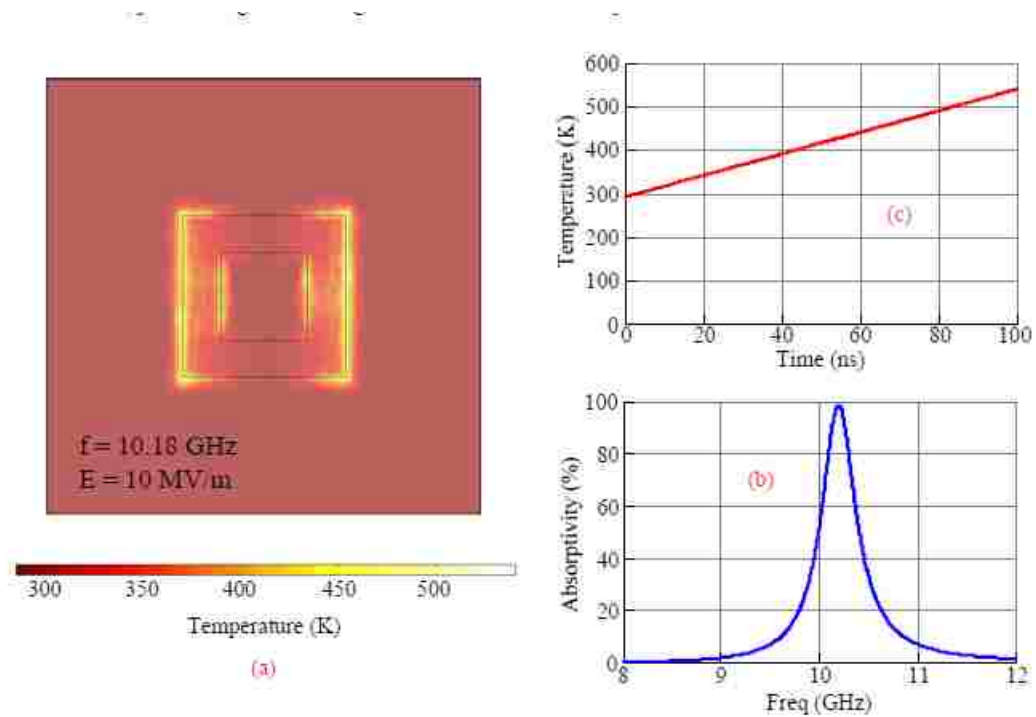 f = 10.18 GHz
E = 10 MV/m
300 350 400 450 500
Temperature (K)
(a)
600
500
400
300
200
100
0
Temperature (K)
(c)
0 20 40 60 80 100
Time (ns)
100
80
60
40
20
0
Absorptivity (%)
(b)
8 9 10 11 12
Freq (GHz)